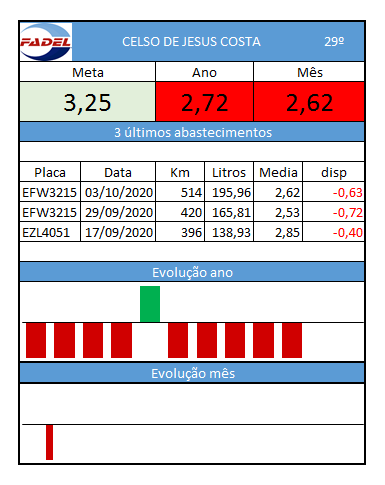 FADEL CELSO DE JESUS COSTA 29º
Meta Ano Mês
3,25 2,72 2,62
3 últimos abastecimentos
Placa Data Km Litros Media disp
EFW3215 03/10/2020 514 195,96 2,62 -0,63
EFW3215 29/09/2020 420 165,81 2,53 -0,72
EZL4051 17/09/2020 396 138,93 2,85 -0,40
Evolução ano
Evolução mês